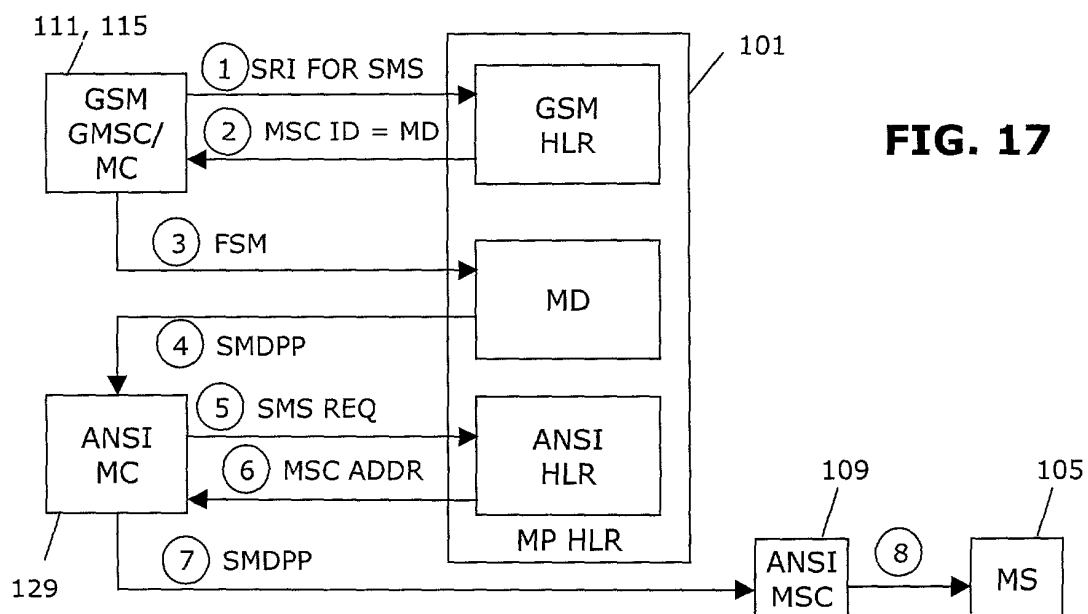 111, 115
101
1 SRI FOR SMS
GSM
GMSC/
MC
GSM
HLR
2 MSC ID = MD
FIG. 17
3 FSM
MD
4 SMDPP
5 SMS REQ
ANSI
MC
ANSI
HLR
6 MSC ADDR
109
105
MP HLR
7 SMDPP
129
ANSI
MSC
8
MS